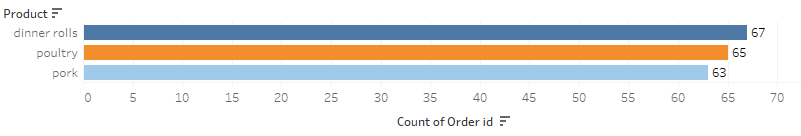 Product
dinner rolls 67
poultry 65
pork 63
0 5 10 15 20 25 30 35 40 45 50 55 60 65 70
Count of Order id